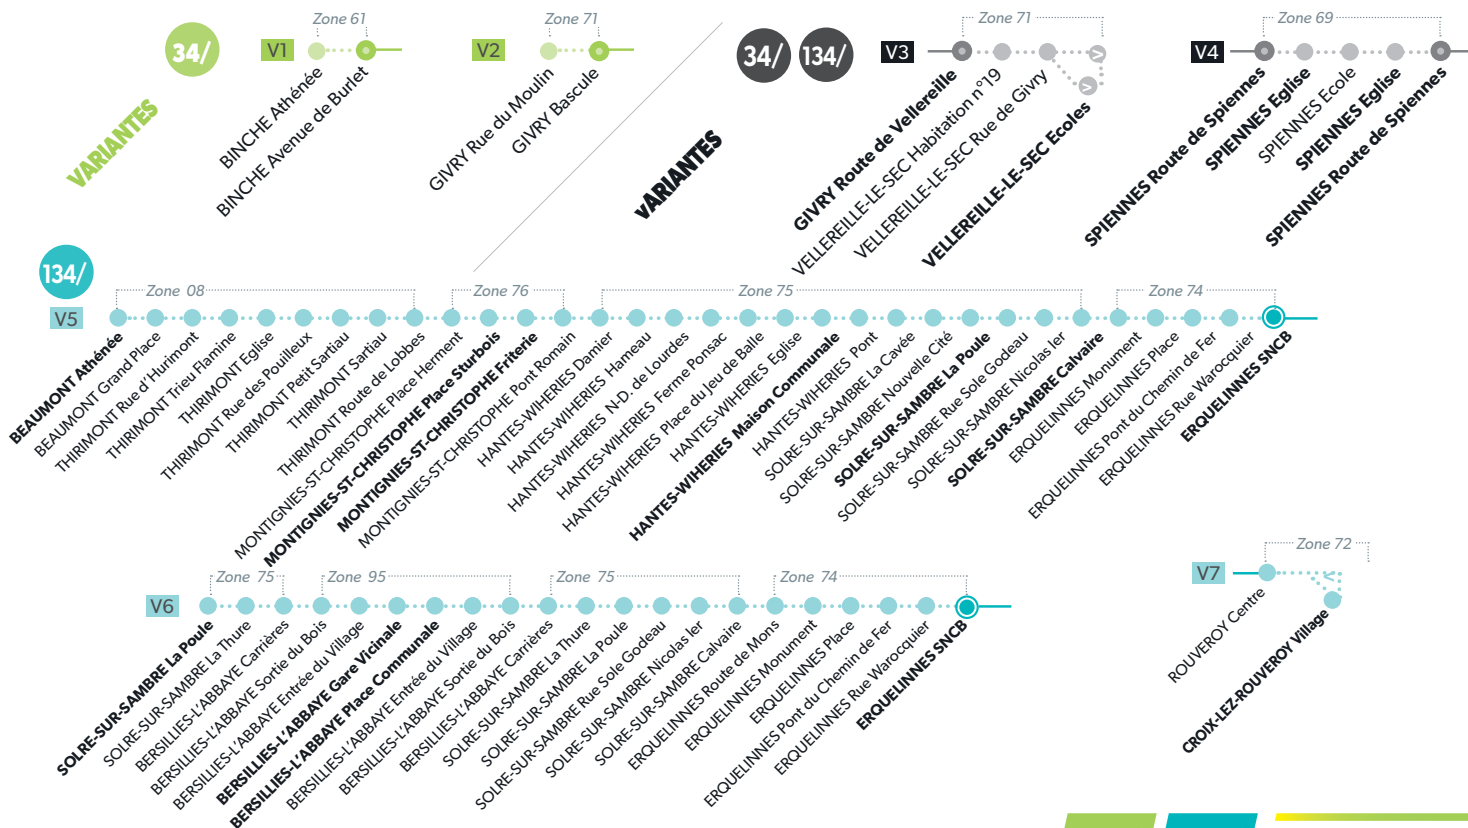 34/
VARIANTES
V1
Zone 61
BINCHE Athénée
BINCHE Avenue de Burlet
V2
Zone 71
GIVRY Rue du Moulin
GIVRY Bascule
34/
134/
vARIANTES
V3
Zone 71
GIVRY Route de Vellereille
VELLEREILLE-LE-SEC Habitation n°19
VELLEREILLE-LE-SEC Rue de Givry
VELLEREILLE-LE-SEC Ecoles
V4
Zone 69
SPIENNES Route de Spiennes
SPIENNES Eglise
SPIENNES Ecole
SPIENNES Eglise
SPIENNES Route de Spiennes
134/
V5
Zone 08
Zone 76
Zone 75
Zone 74
BEAUMONT Athénée
BEAUMONT Grand Place
THIRIMONT Rue d'Hurimont
THIRIMONT Trieu Flamine
THIRIMONT Eglise
THIRIMONT Rue des Pouilleux
THIRIMONT Petit Sartiau
THIRIMONT Sartiau
THIRIMONT Route de Lobbes
MONTIGNIES-ST-CHRISTOPHE Place Herment
MONTIGNIES-ST-CHRISTOPHE Place Sturbois
MONTIGNIES-ST-CHRISTOPHE Friterie
MONTIGNIES-ST-CHRISTOPHE Pont Romain
HANTES-WIHERIES Damier
HANTES-WIHERIES Hameau
HANTES-WIHERIES N-D. de Lourdes
HANTES-WIHERIES Ferme Ponsac
HANTES-WIHERIES Place du Jeu de Balle
HANTES-WIHERIES Eglise
HANTES-WIHERIES Maison Communale
HANTES-WIHERIES Pont
SOLRE-SUR-SAMBRE La Cavée
SOLRE-SUR-SAMBRE Nouvelle Cité
SOLRE-SUR-SAMBRE La Poule
SOLRE-SUR-SAMBRE Rue Sole Godeau
SOLRE-SUR-SAMBRE Nicolas Ier
SOLRE-SUR-SAMBRE Calvaire
ERQUELINNES Monument
ERQUELINNES Place
ERQUELINNES Pont du Chemin de Fer
ERQUELINNES Rue Warocquier
ERQUELINNES SNCB
V6
Zone 75
Zone 95
Zone 75
Zone 74
SOLRE-SUR-SAMBRE La Poule
SOLRE-SUR-SAMBRE La Thure
BERSILLIES-L'ABBAYE Carrières
BERSILLIES-L'ABBAYE Sortie du Bois
BERSILLIES-L'ABBAYE Entrée du Village
BERSILLIES-L'ABBAYE Gare Vicinale
BERSILLIES-L'ABBAYE Place Communale
BERSILLIES-L'ABBAYE Entrée du Village
BERSILLIES-L'ABBAYE Sortie du Bois
BERSILLIES-L'ABBAYE Carrières
SOLRE-SUR-SAMBRE La Thure
SOLRE-SUR-SAMBRE La Poule
SOLRE-SUR-SAMBRE Rue Sole Godeau
SOLRE-SUR-SAMBRE Nicolas Ier
SOLRE-SUR-SAMBRE Calvaire
ERQUELINNES Route de Mons
ERQUELINNES Monument
ERQUELINNES Place
ERQUELINNES Pont du Chemin de Fer
ERQUELINNES Rue Warocquier
ERQUELINNES SNCB
V7
Zone 72
ROUVEROY Centre
CROIX-LEZ-ROUVEROY Village